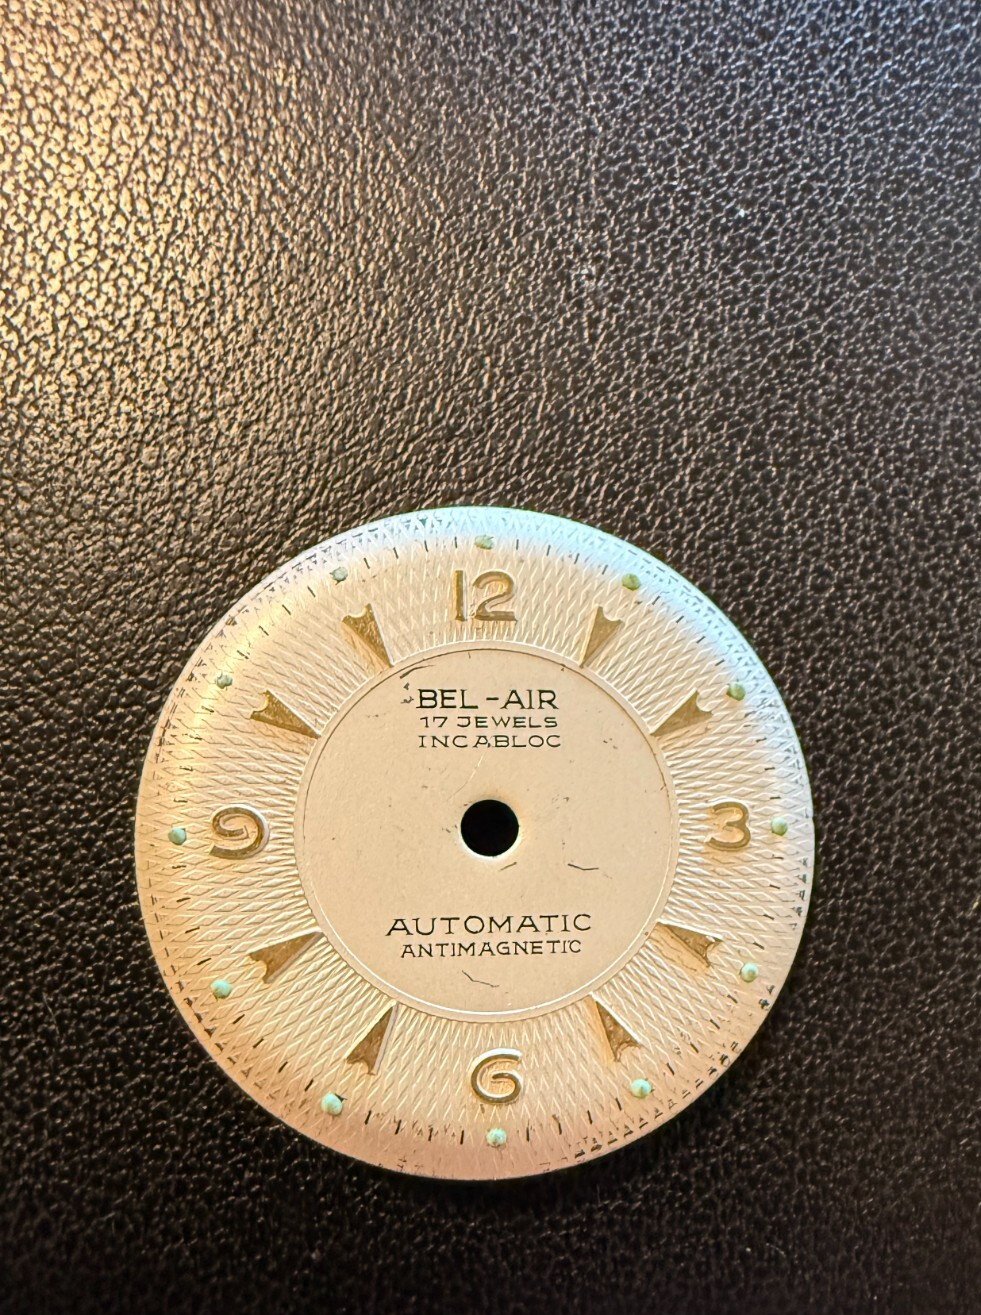 12
BEL-AIR
17 JEWELS
INCABLOC
9 3
AUTOMATIC
ANTIMAGNETIC
6